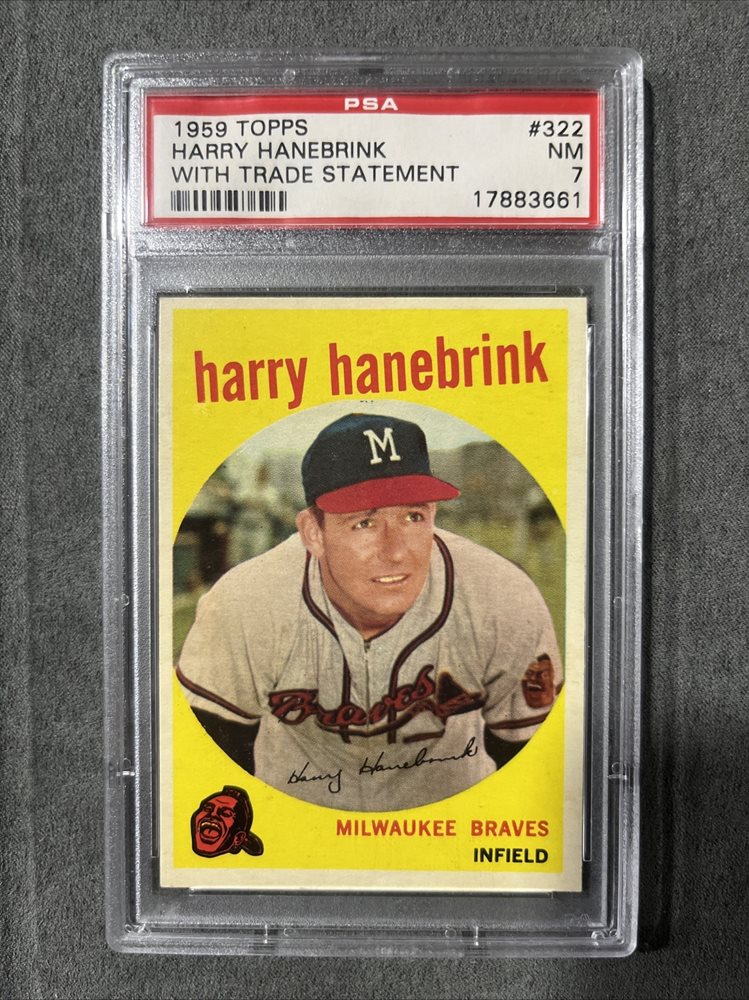 PSA
1959 TOPPS #322
HARRY HANEBRINK NM
WITH TRADE STATEMENT 7
17883661
harry hanebrink
M
Braves
Harry Hanebrink
MILWAUKEE BRAVES
INFIELD